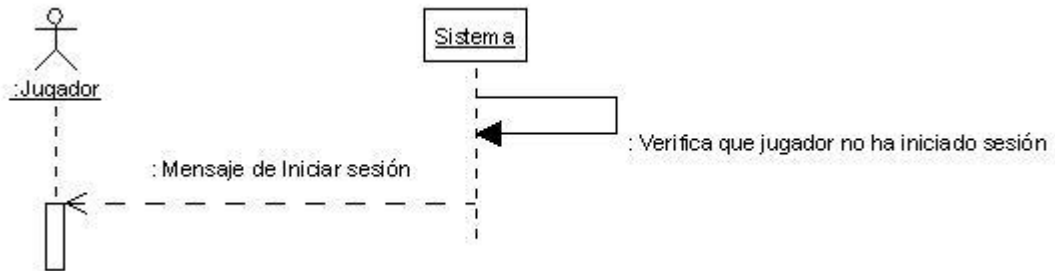 Sistema
:Jugador
: Verifica que jugador no ha iniciado sesión
: Mensaje de Iniciar sesión